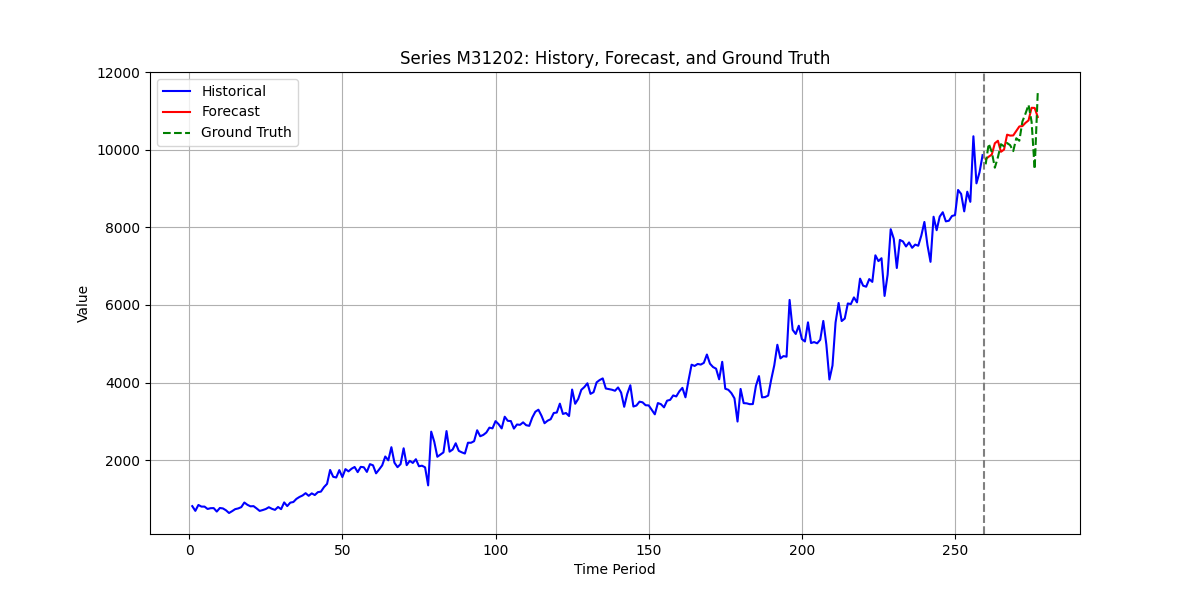 Series M31202: History, Forecast, and Ground Truth
Historical
Forecast
Ground Truth
12000
10000
8000
6000
4000
2000
Value
0 50 100 150 200 250
Time Period